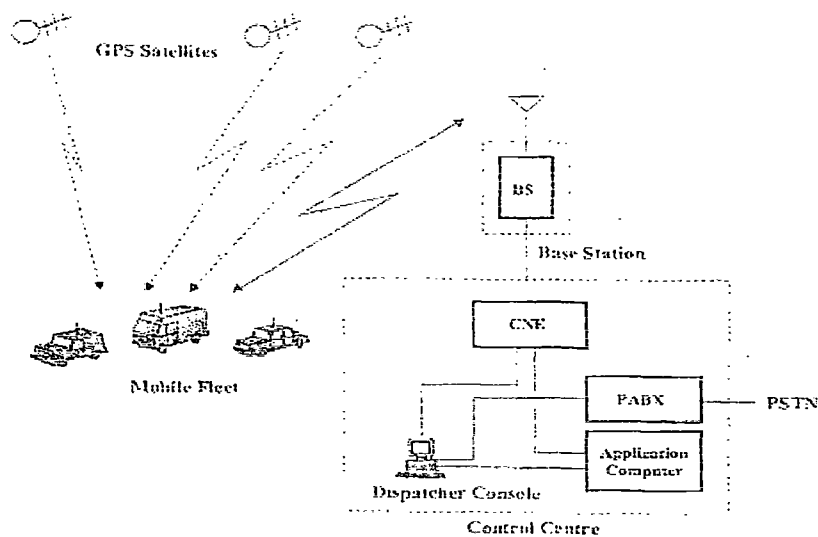 GPS Satellites
BS
Base Station
CNE
Mobile Fleet
PABX
PSTN
Application
Computer
Dispatcher Console
Control Centre